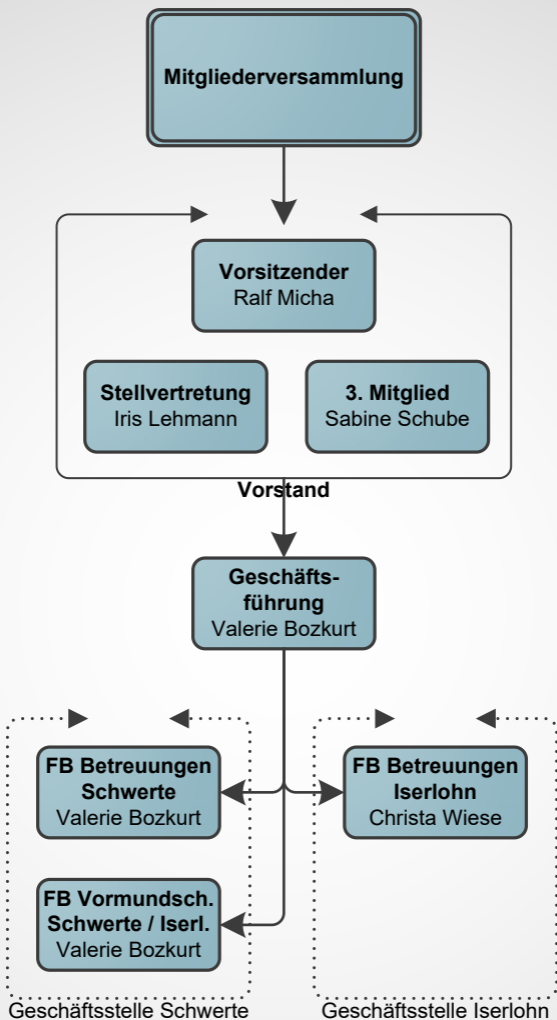 Mitgliederversammlung
Vorsitzender
Ralf Micha
Stellvertretung
Iris Lehmann
3. Mitglied
Sabine Schube
Vorstand
Geschäfts-
führung
Valerie Bozkurt
FB Betreuungen
Schwerte
Valerie Bozkurt
FB Betreuungen
Iserlohn
Christa Wiese
FB Vormundsch.
Schwerte / Iserl.
Valerie Bozkurt
Geschäftsstelle Schwerte
Geschäftsstelle Iserlohn